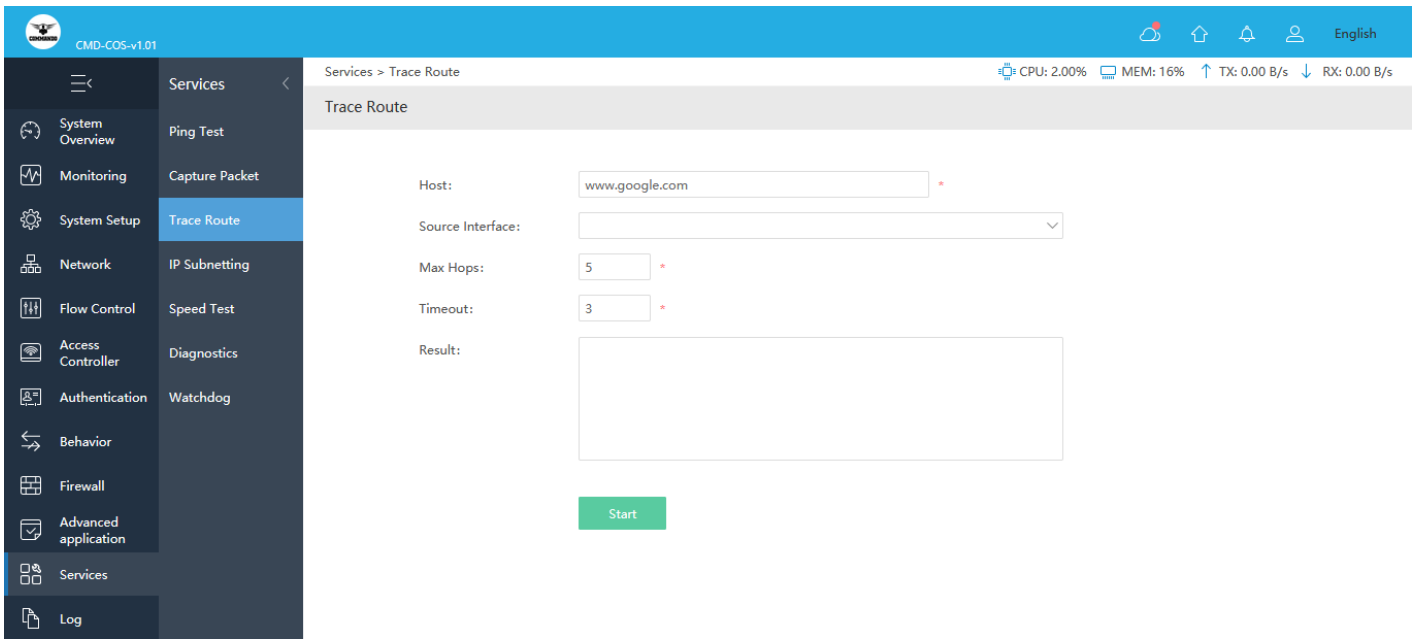 COMMANDO
CMD-COS-v1.01
English
Services
Services > Trace Route
CPU: 2.00%
MEM: 16%
TX: 0.00 B/s
RX: 0.00 B/s
Trace Route
System
Overview
Monitoring
System Setup
Network
Flow Control
Access
Controller
Authentication
Behavior
Firewall
Advanced
application
Services
Log
Ping Test
Capture Packet
Trace Route
IP Subnetting
Speed Test
Diagnostics
Watchdog
Host:
www.google.com
*
Source Interface:
Max Hops:
5
*
Timeout:
3
*
Result:
Start